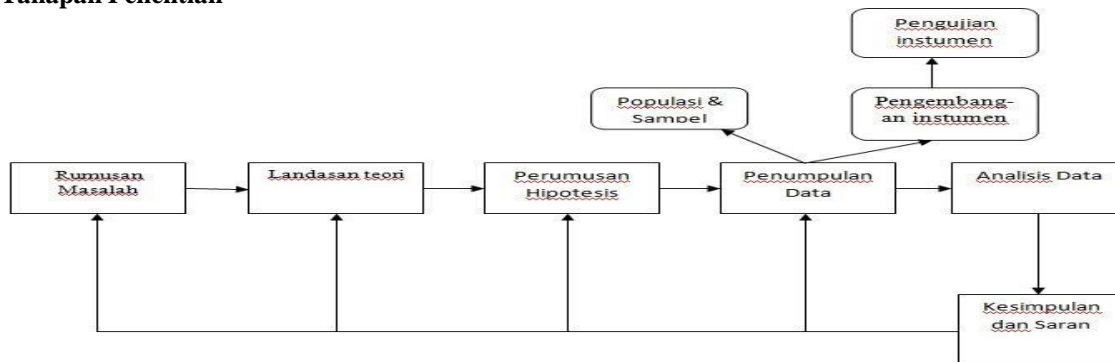 Tahapan Penelitian
Pengujian
instumen
Populasi &
Sampel
Pengembang-
an instumen
Rumusan
Masalah
Landasan teori
Perumusan
Hipotesis
Penumpulan
Data
Analisis Data
Kesimpulan
dan Saran